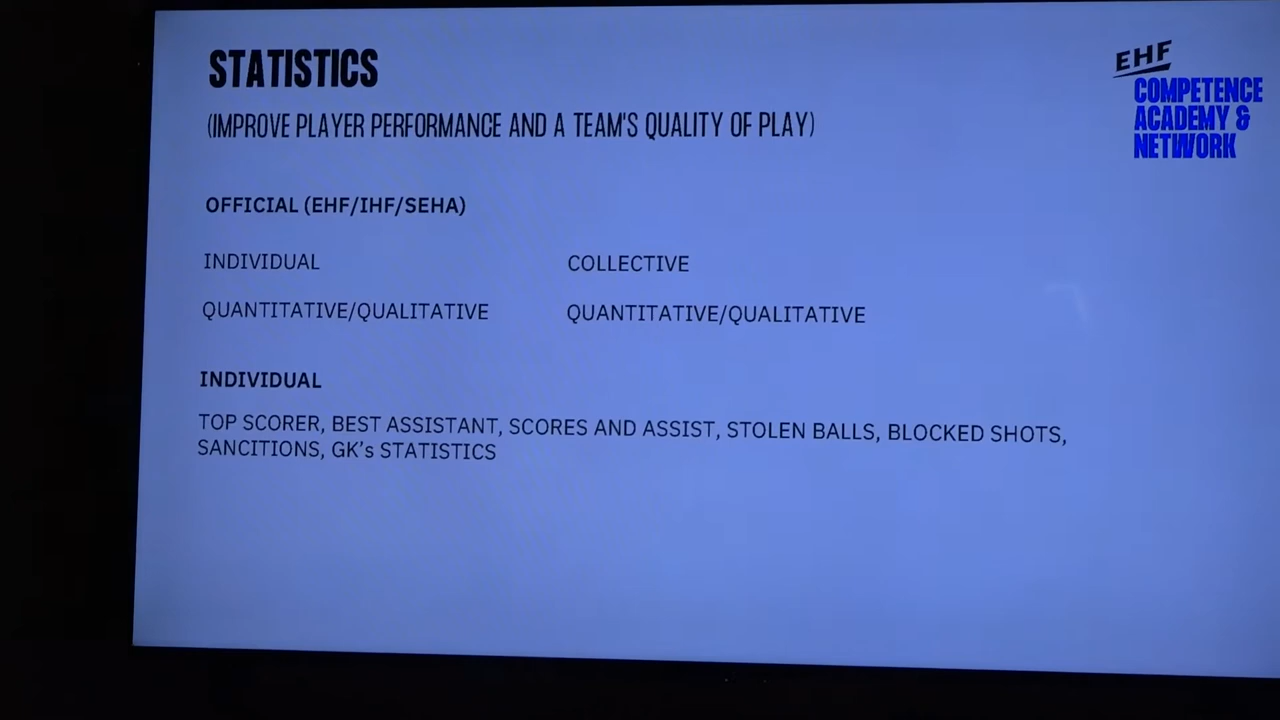 STATISTICS
(IMPROVE PLAYER PERFORMANCE AND A TEAM'S QUALITY OF PLAY)
EHF
COMPETENCE
ACADEMY &
NETWORK
OFFICIAL (EHF/IHF/SEHA)
INDIVIDUAL COLLECTIVE
QUANTITATIVE/QUALITATIVE QUANTITATIVE/QUALITATIVE
INDIVIDUAL
TOP SCORER, BEST ASSISTANT, SCORES AND ASSIST, STOLEN BALLS, BLOCKED SHOTS,
SANCITIONS, GK's STATISTICS